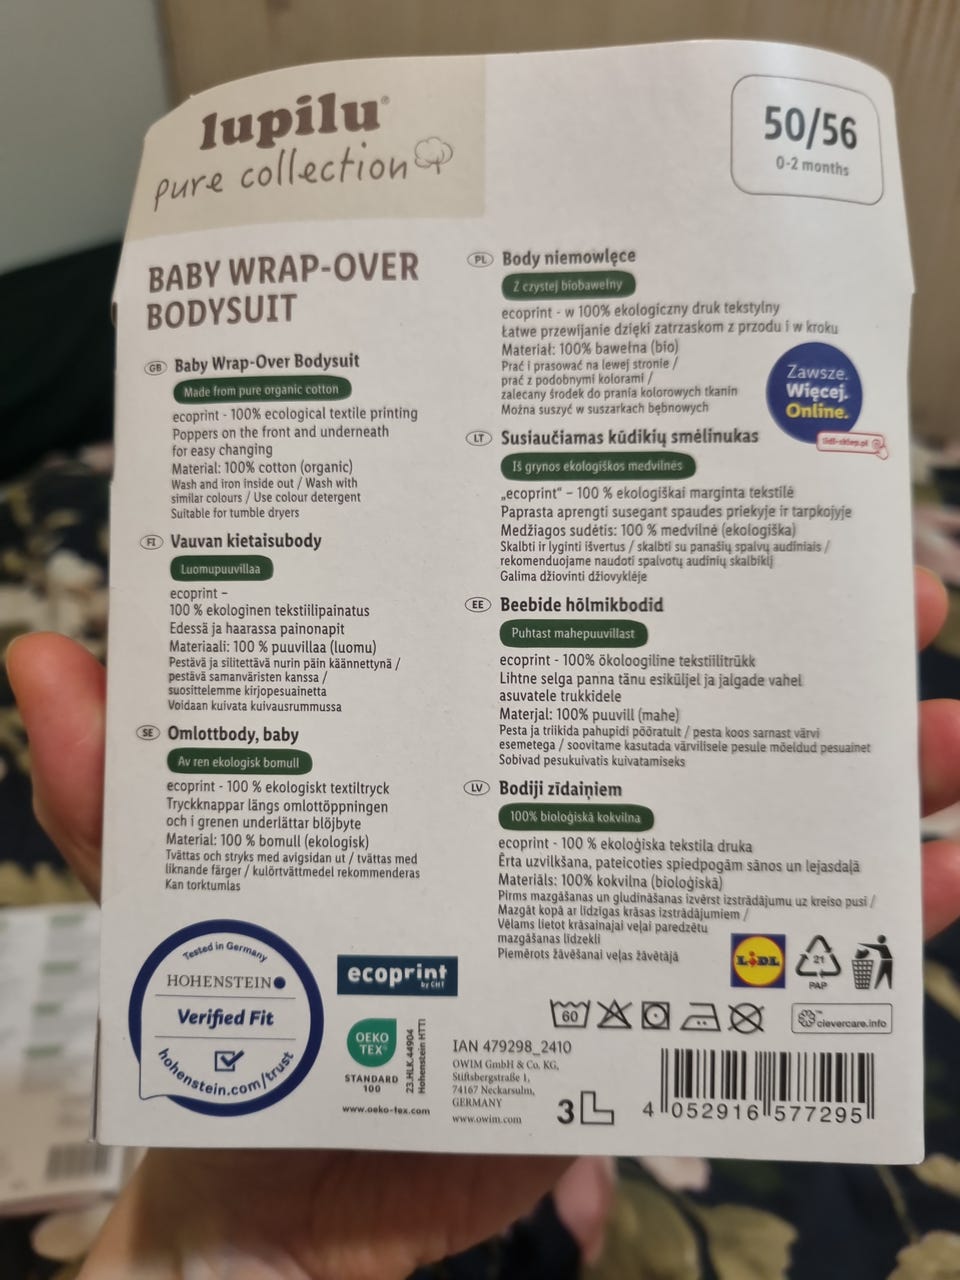 lupilu®
pure collection
50/56
0-2 months
BABY WRAP-OVER
BODYSUIT
GB Baby Wrap-Over Bodysuit
Made from pure organic cotton
ecoprint - 100% ecological textile printing
Poppers on the front and underneath
for easy changing
Material: 100% cotton (organic)
Wash and iron inside out / Wash with
similar colours / Use colour detergent
Suitable for tumble dryers
FI Vauvan kietaisubody
Luomupuuvillaa
ecoprint –
100 % ekologinen tekstiilipainatus
Edessä ja haarassa painonapit
Materiaali: 100 % puuvillaa (luomu)
Pestävä ja silitettävä nurin päin käännettynä /
pestävä samanväristen kanssa /
suosittelemme kirjopesuainetta
Voidaan kuivata kuivausrummussa
SE Omlottbody, baby
Av ren ekologisk bomull
ecoprint - 100 % ekologiskt textiltryck
Tryckknappar längs omlottöppningen
och i grenen underlättar blöjbyte
Material: 100 % bomull (ekologisk)
Tvättas och stryks med avigsidan ut / tvättas med
liknande färger / kulörtvättmedel rekommenderas
Kan torktumlas
PL Body niemowlęce
Z czystej biobawełny
ecoprint - w 100% ekologiczny druk tekstylny
Łatwe przewijanie dzięki zatrzaskom z przodu i w kroku
Materiał: 100% bawełna (bio)
Prać i prasować na lewej stronie /
prać z podobnymi kolorami /
zalecany środek do prania kolorowych tkanin
Można suszyć w suszarkach bębnowych
Zawsze.
Więcej.
Online.
lidl-sklep.pl
LT Susiaučiamas kūdikių smėlinukas
Iš grynos ekologiškos medvilnės
„ecoprint“ – 100 % ekologiškai marginta tekstilė
Paprasta aprengti susegant spaudes priekyje ir tarpkojyje
Medžiagos sudėtis: 100 % medvilnė (ekologiška)
Skalbti ir lyginti išvertus / skalbti su panašių spalvų audiniais /
rekomenduojame naudoti spalvotų audinių skalbiklį
Galima džiovinti džiovyklėje
EE Beebide hõlmikbodid
Puhtast mahepuuvillast
ecoprint - 100% ökoloogiline tekstiilitrükk
Lihtne selga panna tänu esiküljel ja jalgade vahel
asuvatele trukkidele
Materjal: 100% puuvill (mahe)
Pesta ja triikida pahupidi pööratult / pesta koos sarnast värvi
esemetega / soovitame kasutada värvilisele pesule mõeldud pesuainet
Sobivad pesukuivatis kuivatamiseks
LV Bodiji zīdaiņiem
100% bioloģiskā kokvilna
ecoprint - 100 % ekoloģiska tekstila druka
Ērta uzvilkšana, pateicoties spiedpogām sānos un lejasdaļā
Materiāls: 100% kokvilna (bioloģiskā)
Pirms mazgāšanas un gludināšanas izvērst izstrādājumu uz kreiso pusi /
Mazgāt kopā ar līdzīgas krāsas izstrādājumiem /
Vēlams lietot krāsainajai veļai paredzētu
mazgāšanas līdzekli
Piemērots žāvēšanai veļas žāvētājā
LIDL
21
PAP
Tested in Germany
HOHENSTEIN
Verified Fit
hohenstein.com/trust
ecoprint
by CHT
OEKO
TEX®
STANDARD
100
23.HLK.44904
Hohenstein HTTI
www.oeko-tex.com
60
clevercare.info
IAN 479298_2410
OWIM GmbH & Co. KG,
Stiftsbergstraße 1,
74167 Neckarsulm,
GERMANY
www.owim.com
3
4 052916 577295